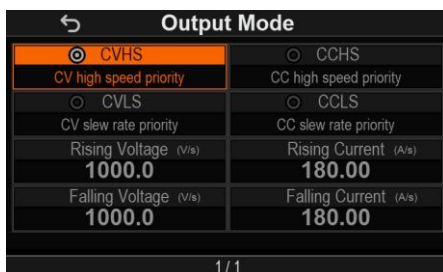 Output Mode
CVHS
CV high speed priority
CCHS
CC high speed priority
CVLS
CV slew rate priority
CCLS
CC slew rate priority
Rising Voltage (V/s)
1000.0
Rising Current (A/s)
180.00
Falling Voltage (V/s)
1000.0
Falling Current (A/s)
180.00
1/1